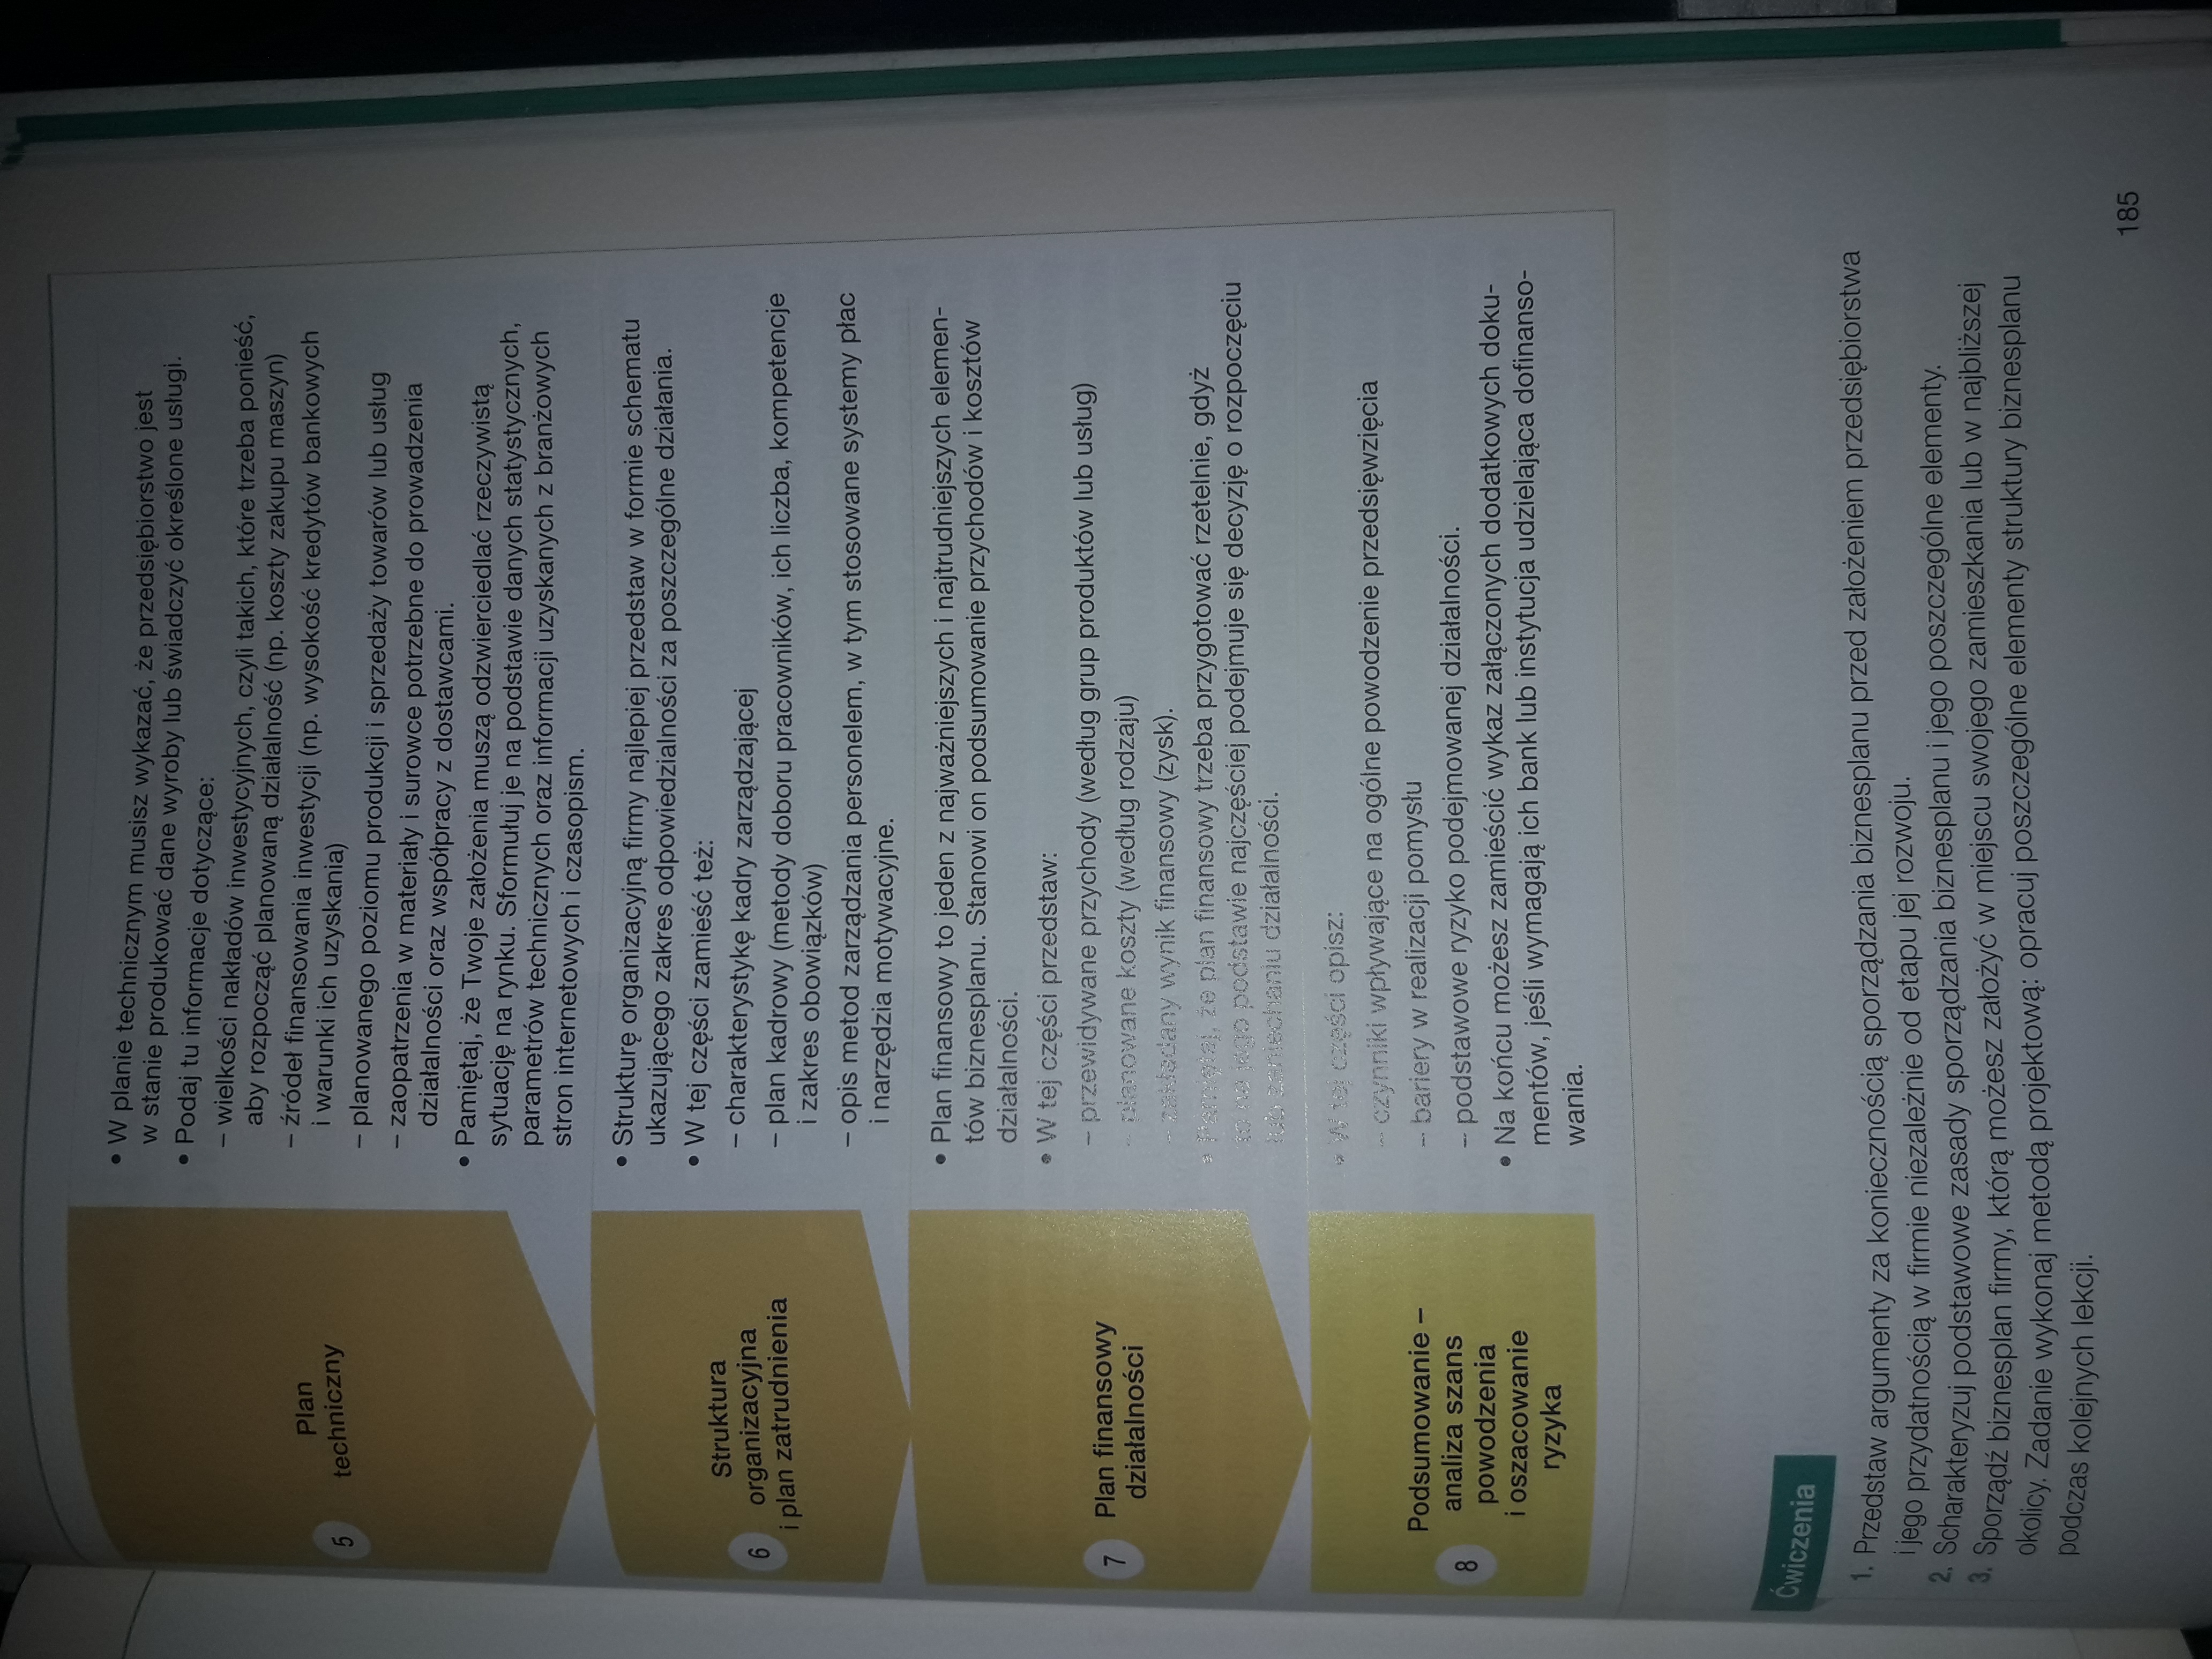 5
Plan
techniczny
• W planie technicznym musisz wykazać, że przedsiębiorstwo jest
w stanie produkować dane wyroby lub świadczyć określone usługi.
• Podaj tu informacje dotyczące:
– wielkości nakładów inwestycyjnych, czyli takich, które trzeba ponieść,
aby rozpocząć planowaną działalność (np. koszty zakupu maszyn)
– źródeł finansowania inwestycji (np. wysokość kredytów bankowych
i warunki ich uzyskania)
– planowanego poziomu produkcji i sprzedaży towarów lub usług
– zaopatrzenia w materiały i surowce potrzebne do prowadzenia
działalności oraz współpracy z dostawcami.
• Pamiętaj, że Twoje założenia muszą odzwierciedlać rzeczywistą
sytuację na rynku. Sformułuj je na podstawie danych statystycznych,
parametrów technicznych oraz informacji uzyskanych z branżowych
stron internetowych i czasopism.
6
Struktura
organizacyjna
i plan zatrudnienia
• Strukturę organizacyjną firmy najlepiej przedstaw w formie schematu
ukazującego zakres odpowiedzialności za poszczególne działania.
• W tej części zamieść też:
– charakterystykę kadry zarządzającej
– plan kadrowy (metody doboru pracowników, ich liczba, kompetencje
i zakres obowiązków)
– opis metod zarządzania personelem, w tym stosowane systemy płac
i narzędzia motywacyjne.
7
Plan finansowy
działalności
• Plan finansowy to jeden z najważniejszych i najtrudniejszych elemen-
tów biznesplanu. Stanowi on podsumowanie przychodów i kosztów
działalności.
• W tej części przedstaw:
– przewidywane przychody (według grup produktów lub usług)
– planowane koszty (według rodzaju)
– zakładany wynik finansowy (zysk).
• Pamiętaj, że plan finansowy trzeba przygotować rzetelnie, gdyż
to na jego podstawie najczęściej podejmuje się decyzję o rozpoczęciu
lub zaniechaniu działalności.
8
Podsumowanie –
analiza szans
powodzenia
i oszacowanie
ryzyka
• W tej części opisz:
– czynniki wpływające na ogólne powodzenie przedsięwzięcia
– bariery w realizacji pomysłu
– podstawowe ryzyko podejmowanej działalności.
• Na końcu możesz zamieścić wykaz załączonych dodatkowych doku-
mentów, jeśli wymagają ich bank lub instytucja udzielająca dofinanso-
wania.
Ćwiczenia
1. Przedstaw argumenty za koniecznością sporządzania biznesplanu przed założeniem przedsiębiorstwa
i jego przydatnością w firmie niezależnie od etapu jej rozwoju.
2. Scharakteryzuj podstawowe zasady sporządzania biznesplanu i jego poszczególne elementy.
3. Sporządź biznesplan firmy, którą możesz założyć w miejscu swojego zamieszkania lub w najbliższej
okolicy. Zadanie wykonaj metodą projektową: opracuj poszczególne elementy struktury biznesplanu
podczas kolejnych lekcji.
185